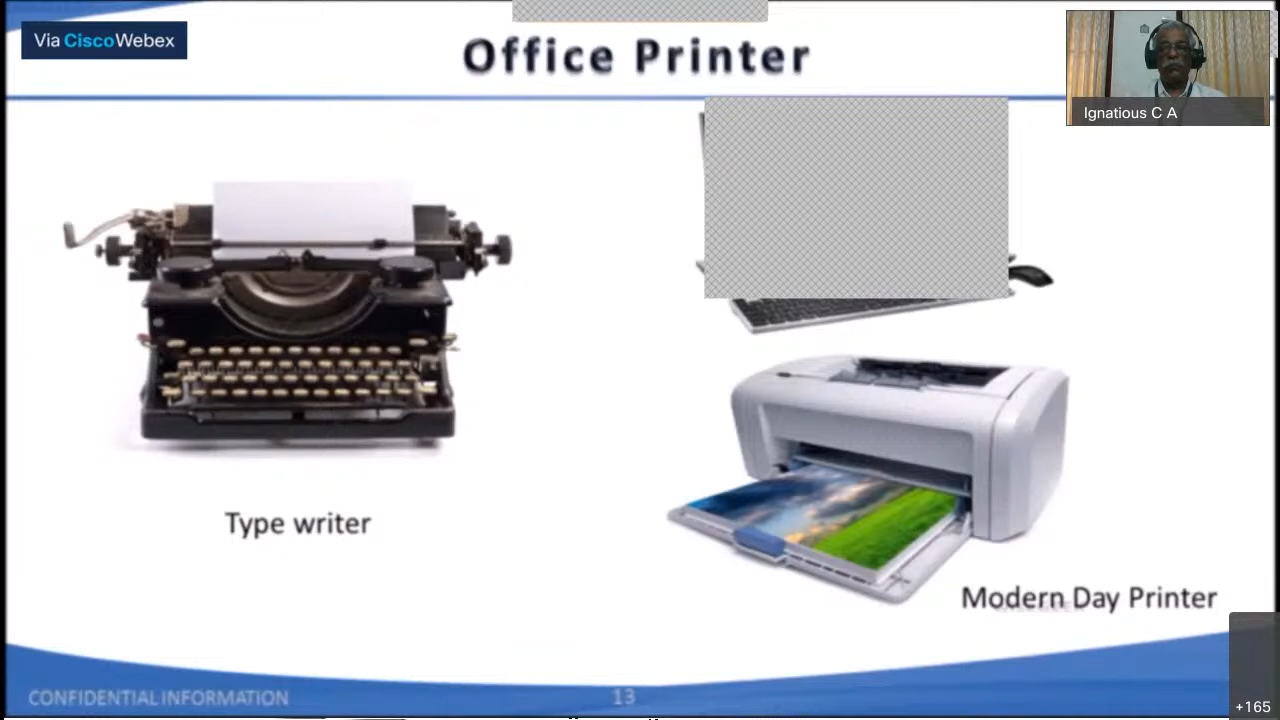 Via CiscoWebex
Office Printer
Ignatious C A
Type writer
Modern Day Printer
CONFIDENTIAL INFORMATION
13
+165